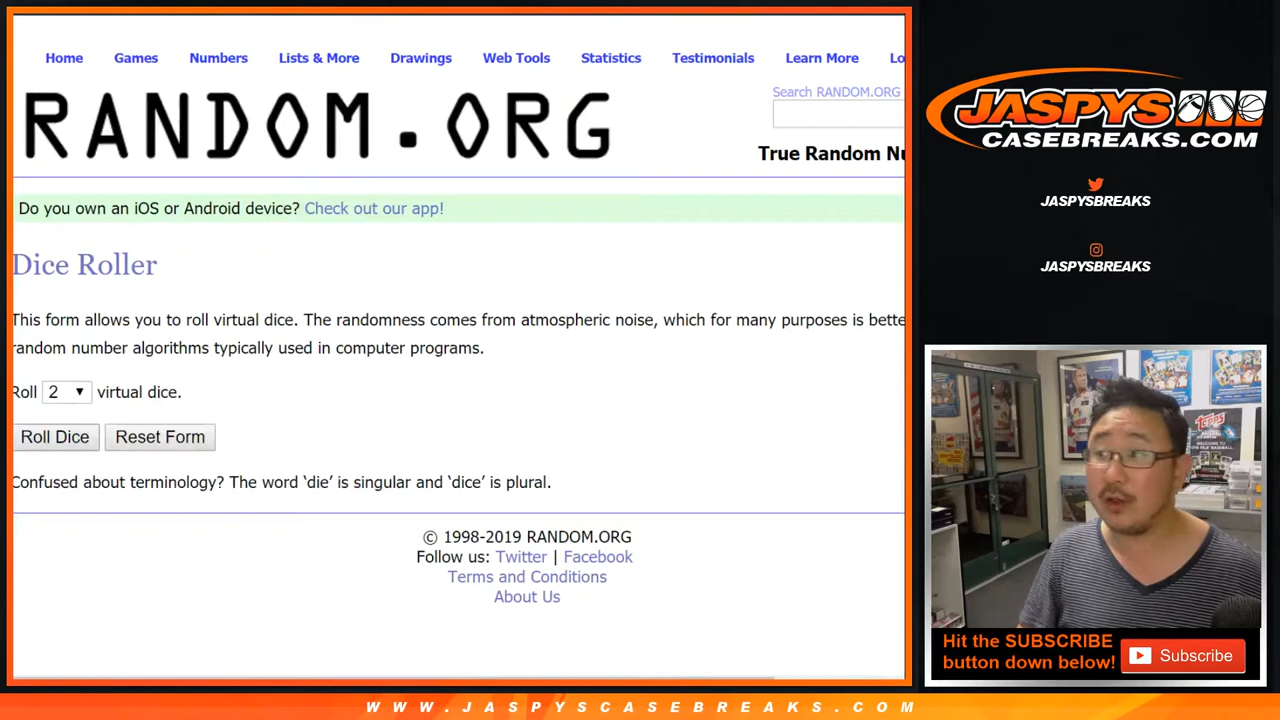 Home Games Numbers Lists & More Drawings Web Tools Statistics Testimonials Learn More Lo
RANDOM.ORG
Search RANDOM.ORG
True Random Nu
Do you own an iOS or Android device? Check out our app!
Dice Roller
This form allows you to roll virtual dice. The randomness comes from atmospheric noise, which for many purposes is bette
random number algorithms typically used in computer programs.
Roll 2 virtual dice.
Roll Dice Reset Form
Confused about terminology? The word ‘die’ is singular and ‘dice’ is plural.
© 1998-2019 RANDOM.ORG
Follow us: Twitter | Facebook
Terms and Conditions
About Us
JASPYS
CASEBREAKS.COM
JASPYSBREAKS
JASPYSBREAKS
topps
Hit the SUBSCRIBE
button down below!
Subscribe
WWW.JASPYSCASEBREAKS.COM